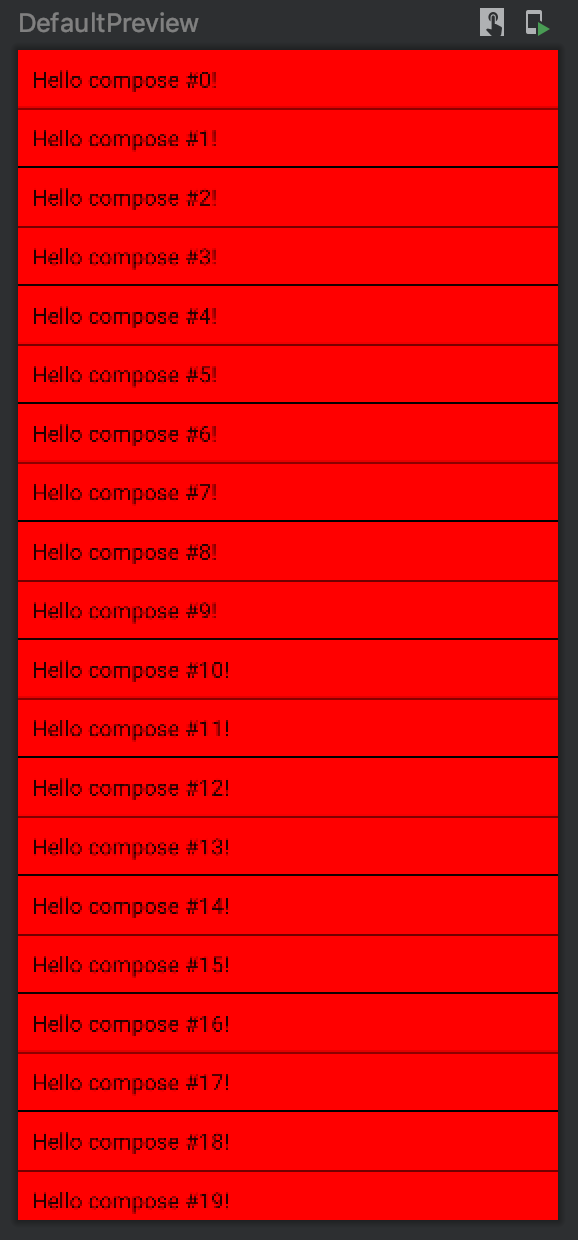 DefaultPreview
Hello compose #0!
Hello compose #1!
Hello compose #2!
Hello compose #3!
Hello compose #4!
Hello compose #5!
Hello compose #6!
Hello compose #7!
Hello compose #8!
Hello compose #9!
Hello compose #10!
Hello compose #11!
Hello compose #12!
Hello compose #13!
Hello compose #14!
Hello compose #15!
Hello compose #16!
Hello compose #17!
Hello compose #18!
Hello compose #19!